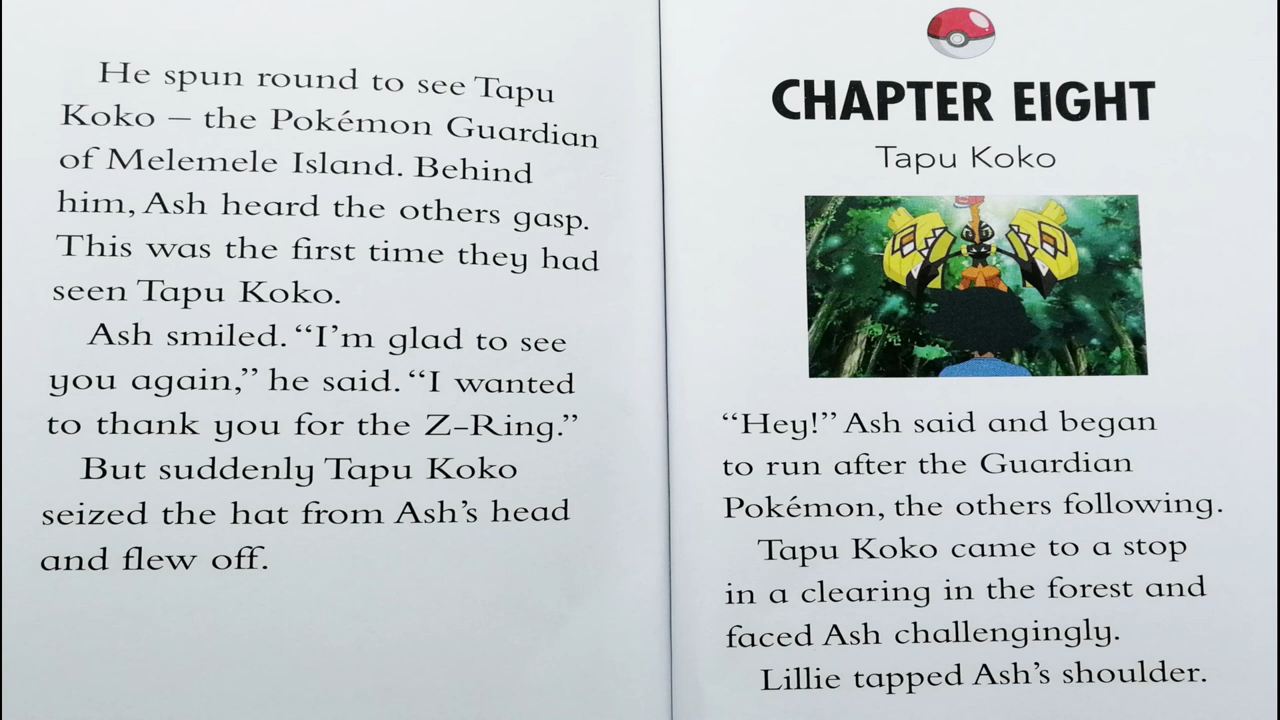 He spun round to see Tapu
Koko – the Pokémon Guardian
of Melemele Island. Behind
him, Ash heard the others gasp.
This was the first time they had
seen Tapu Koko.
Ash smiled. “I’m glad to see
you again,” he said. “I wanted
to thank you for the Z-Ring.”
But suddenly Tapu Koko
seized the hat from Ash’s head
and flew off.
CHAPTER EIGHT
Tapu Koko
“Hey!” Ash said and began
to run after the Guardian
Pokémon, the others following.
Tapu Koko came to a stop
in a clearing in the forest and
faced Ash challengingly.
Lillie tapped Ash’s shoulder.